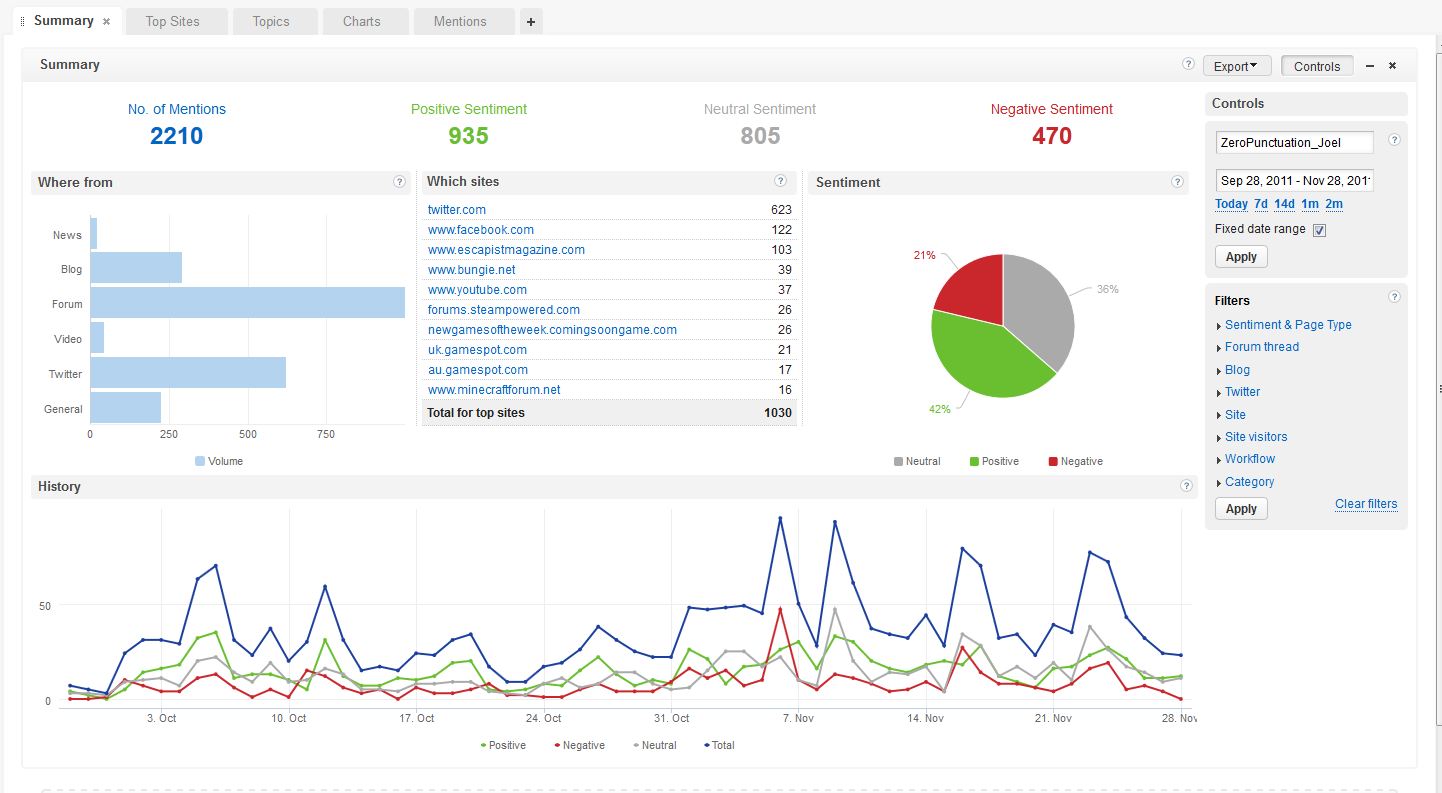 Summary × Top Sites Topics Charts Mentions +
Summary ? Export Controls
No. of Mentions Positive Sentiment Neutral Sentiment Negative Sentiment
2210 935 805 470
Where from ?
News
Blog
Forum
Video
Twitter
General
0 250 500 750
Volume
Which sites ?
twitter.com 623
www.facebook.com 122
www.escapistmagazine.com 103
www.bungie.net 39
www.youtube.com 37
forums.steampowered.com 26
newgamesoftheweek.comingsoongame.com 26
uk.gamespot.com 21
au.gamespot.com 17
www.minecraftforum.net 16
Total for top sites 1030
Sentiment ?
21%
36%
42%
Neutral Positive Negative
History ?
50
0
3. Oct 10. Oct 17. Oct 24. Oct 31. Oct 7. Nov 14. Nov 21. Nov 28. Nov
Positive Negative Neutral Total
Controls
ZeroPunctuation_Joel ?
Sep 28, 2011 - Nov 28, 201
Today 7d 14d 1m 2m
Fixed date range
Apply
Filters ?
Sentiment & Page Type
Forum thread
Blog
Twitter
Site
Site visitors
Workflow
Category
Apply Clear filters